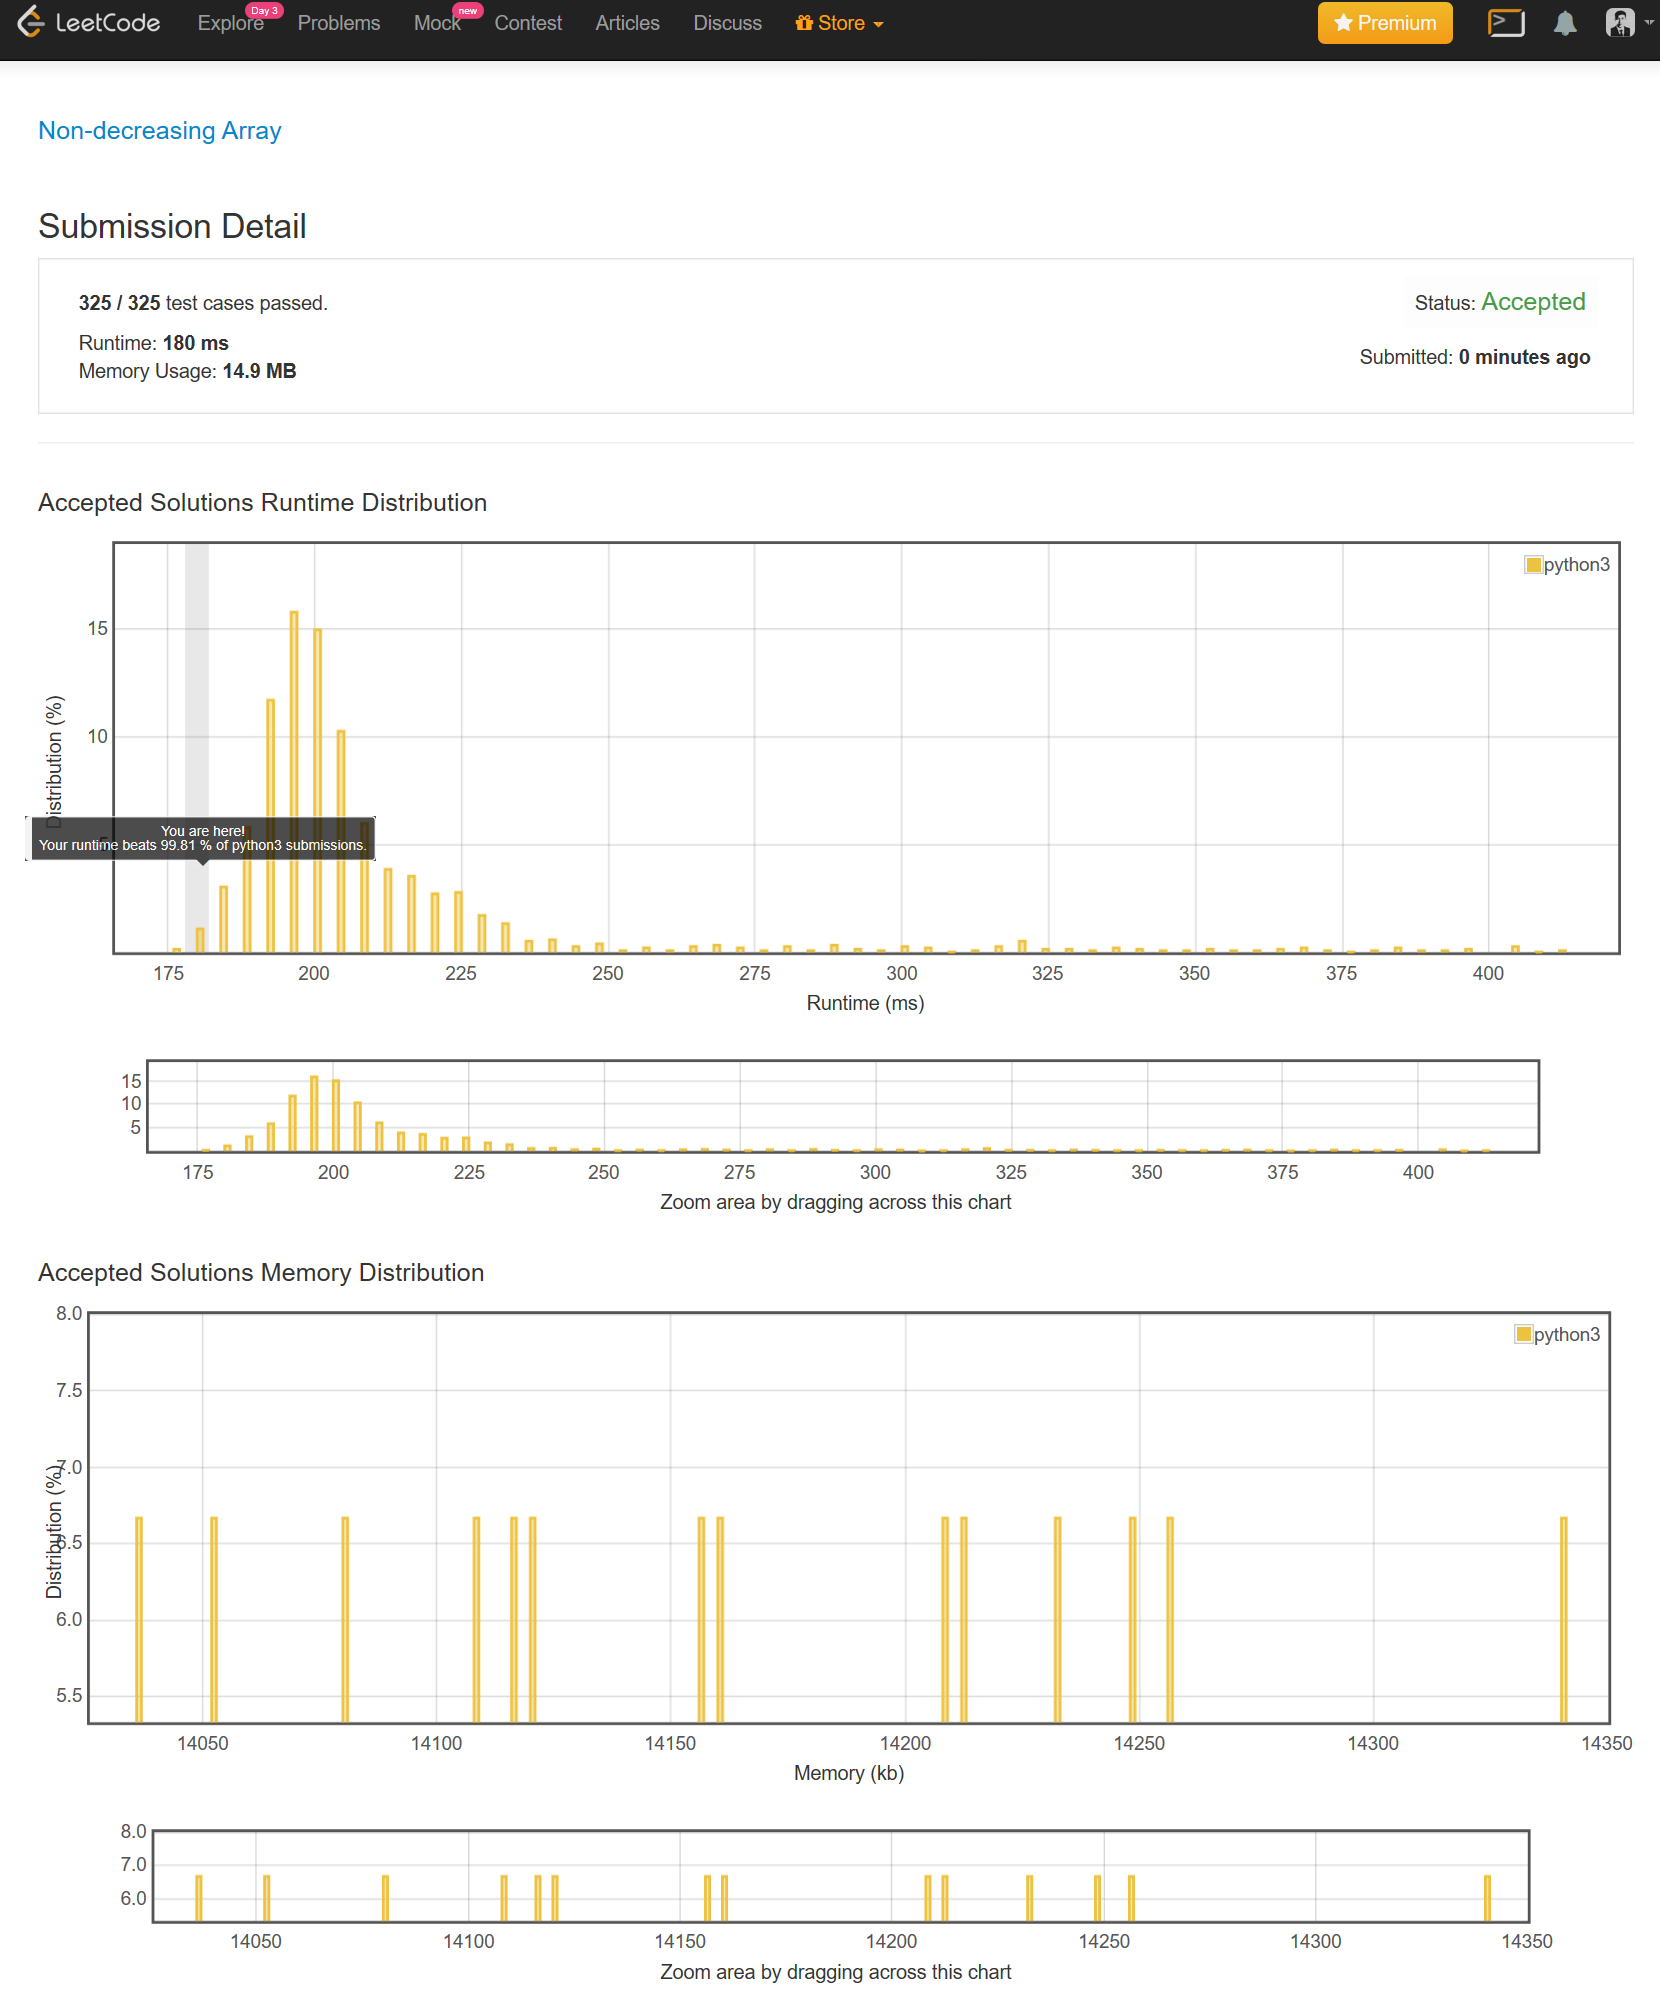 LeetCode Explore Day 3 Problems Mock new Contest Articles Discuss Store Premium
Non-decreasing Array
Submission Detail
325 / 325 test cases passed.
Status: Accepted
Runtime: 180 ms
Submitted: 0 minutes ago
Memory Usage: 14.9 MB
Accepted Solutions Runtime Distribution
python3
15
10
5
Distribution (%)
You are here!
Your runtime beats 99.81 % of python3 submissions.
175 200 225 250 275 300 325 350 375 400
Runtime (ms)
15
10
5
175 200 225 250 275 300 325 350 375 400
Zoom area by dragging across this chart
Accepted Solutions Memory Distribution
python3
8.0
7.5
7.0
6.5
6.0
5.5
Distribution (%)
14050 14100 14150 14200 14250 14300 14350
Memory (kb)
8.0
7.0
6.0
14050 14100 14150 14200 14250 14300 14350
Zoom area by dragging across this chart